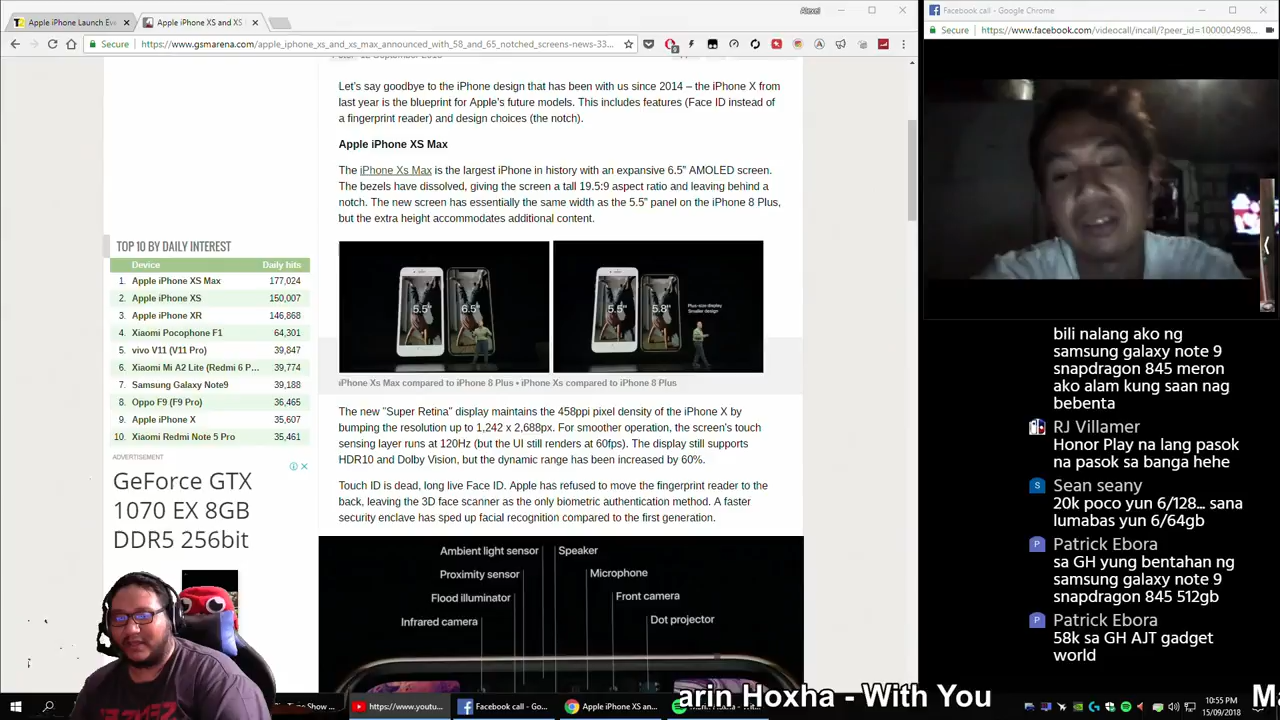 Alexei
Apple iPhone Launch Eve
Apple iPhone XS and XS
Facebook call - Google Chrome
Secure
https://www.gsmarena.com/apple_iphone_xs_and_xs_max_announced_with_58_and_65_notched_screens-news-33...
Secure
https://www.facebook.com/videocall/incall/?peer_id=1000004998...
Let's say goodbye to the iPhone design that has been with us since 2014 – the iPhone X from
last year is the blueprint for Apple's future models. This includes features (Face ID instead of
a fingerprint reader) and design choices (the notch).
Apple iPhone XS Max
The iPhone Xs Max is the largest iPhone in history with an expansive 6.5" AMOLED screen.
The bezels have dissolved, giving the screen a tall 19.5:9 aspect ratio and leaving behind a
notch. The new screen has essentially the same width as the 5.5" panel on the iPhone 8 Plus,
but the extra height accommodates additional content.
5.5"
6.5"
5.5"
5.8"
Plus-size display
Smaller design
iPhone Xs Max compared to iPhone 8 Plus • iPhone Xs compared to iPhone 8 Plus
The new "Super Retina" display maintains the 458ppi pixel density of the iPhone X by
bumping the resolution up to 1,242 x 2,688px. For smoother operation, the screen's touch
sensing layer runs at 120Hz (but the UI still renders at 60fps). The display still supports
HDR10 and Dolby Vision, but the dynamic range has been increased by 60%.
Touch ID is dead, long live Face ID. Apple has refused to move the fingerprint reader to the
back, leaving the 3D face scanner as the only biometric authentication method. A faster
security enclave has sped up facial recognition compared to the first generation.
Ambient light sensor
Speaker
Proximity sensor
Microphone
Flood illuminator
Front camera
Infrared camera
Dot projector
TOP 10 BY DAILY INTEREST
Device Daily hits
1. Apple iPhone XS Max 177,024
2. Apple iPhone XS 150,007
3. Apple iPhone XR 146,868
4. Xiaomi Pocophone F1 64,301
5. vivo V11 (V11 Pro) 39,847
6. Xiaomi Mi A2 Lite (Redmi 6 P... 39,774
7. Samsung Galaxy Note9 39,188
8. Oppo F9 (F9 Pro) 36,465
9. Apple iPhone X 35,607
10. Xiaomi Redmi Note 5 Pro 35,461
ADVERTISEMENT
GeForce GTX
1070 EX 8GB
DDR5 256bit
bili nalang ako ng
samsung galaxy note 9
snapdragon 845 meron
ako alam kung saan nag
bebenta
RJ Villamer
Honor Play na lang pasok
na pasok sa banga hehe
Sean seany
20k poco yun 6/128... sana
lumabas yun 6/64gb
Patrick Ebora
sa GH yung bentahan ng
samsung galaxy note 9
snapdragon 845 512gb
Patrick Ebora
58k sa GH AJT gadget
world
arin Hoxha - With You
M
https://www.youtu...
Facebook call - Goo...
Apple iPhone XS an...
10:55 PM
15/09/2018